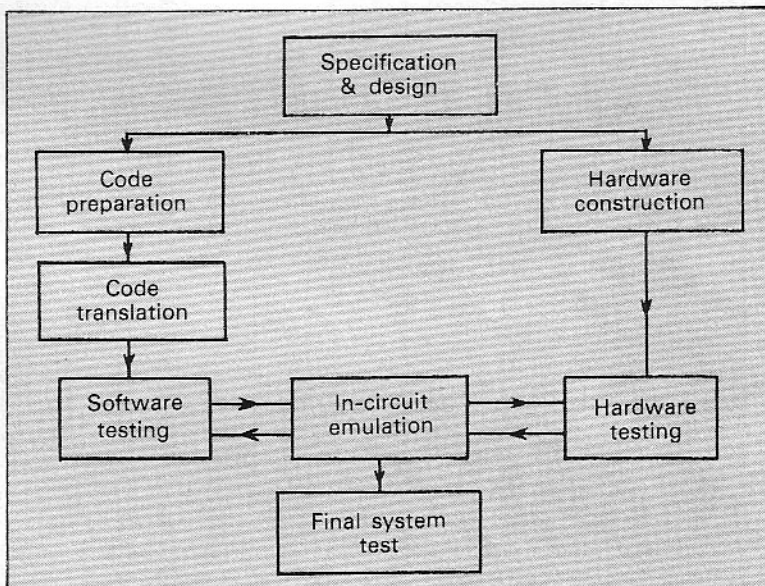 Specification
& design
Code
preparation
Hardware
construction
Code
translation
Software
testing
In-circuit
emulation
Hardware
testing
Final system
test